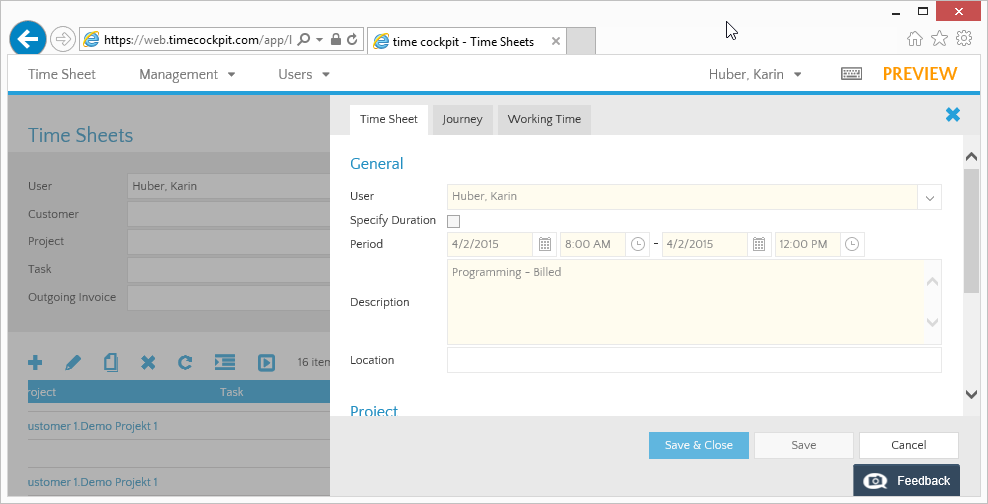 https://web.timecockpit.com/app/l
time cockpit - Time Sheets
Time Sheet Management Users Huber, Karin PREVIEW
Time Sheets
User Huber, Karin
Customer
Project
Task
Outgoing Invoice
16 iten
roject Task
ustomer 1.Demo Projekt 1
ustomer 1.Demo Projekt 1
Time Sheet Journey Working Time
General
User Huber, Karin
Specify Duration
Period 4/2/2015 8:00 AM - 4/2/2015 12:00 PM
Programming - Billed
Description
Location
Project
Save & Close Save Cancel
Feedback